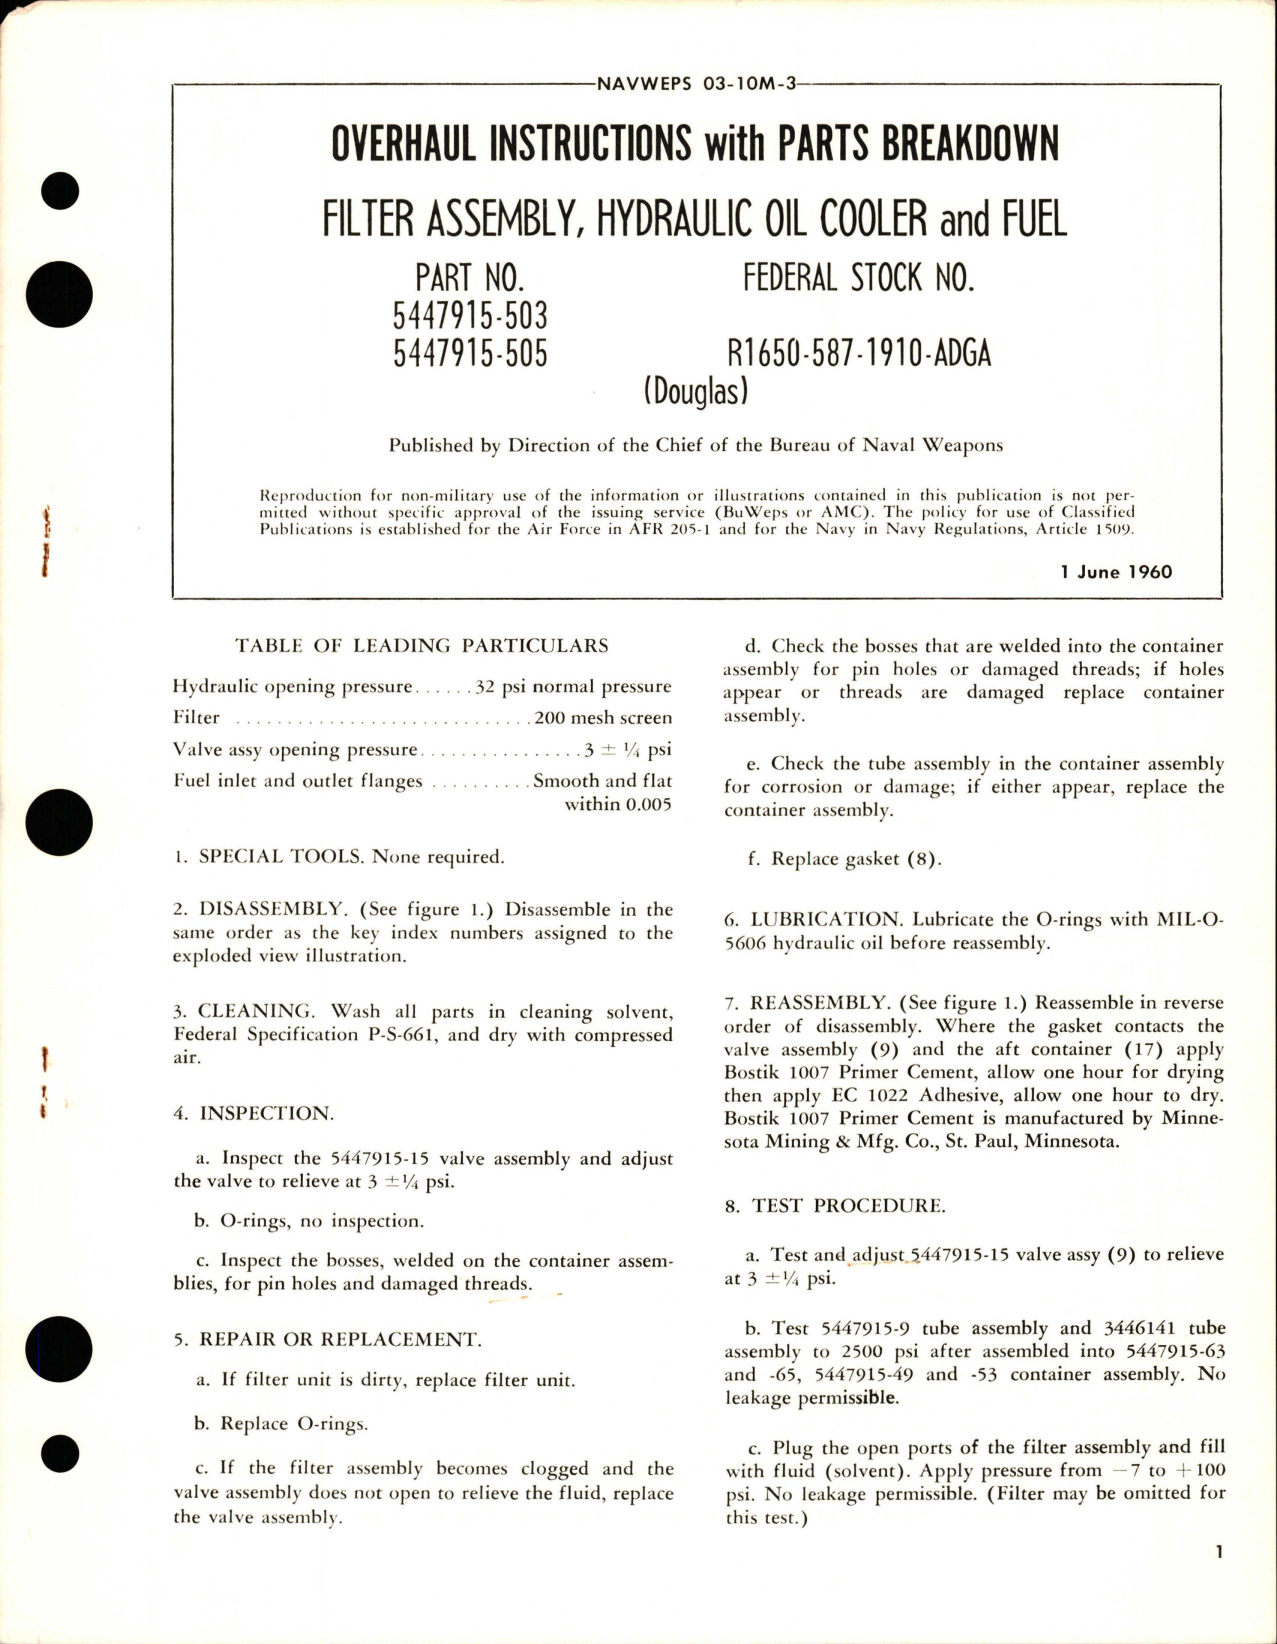 NAVWEPS 03-10M-3
OVERHAUL INSTRUCTIONS with PARTS BREAKDOWN
FILTER ASSEMBLY, HYDRAULIC OIL COOLER and FUEL
PART NO. FEDERAL STOCK NO.
5447915-503
5447915-505 R1650-587-1910-ADGA
(Douglas)
Published by Direction of the Chief of the Bureau of Naval Weapons
Reproduction for non-military use of the information or illustrations contained in this publication is not per-
mitted without specific approval of the issuing service (BuWeps or AMC). The policy for use of Classified
Publications is established for the Air Force in AFR 205-1 and for the Navy in Navy Regulations, Article 1509.
1 June 1960
TABLE OF LEADING PARTICULARS
Hydraulic opening pressure......32 psi normal pressure
Filter ............................200 mesh screen
Valve assy opening pressure................3 ± ¼ psi
Fuel inlet and outlet flanges ..........Smooth and flat
within 0.005
1. SPECIAL TOOLS. None required.
2. DISASSEMBLY. (See figure 1.) Disassemble in the
same order as the key index numbers assigned to the
exploded view illustration.
3. CLEANING. Wash all parts in cleaning solvent,
Federal Specification P-S-661, and dry with compressed
air.
4. INSPECTION.
a. Inspect the 5447915-15 valve assembly and adjust
the valve to relieve at 3 ±¼ psi.
b. O-rings, no inspection.
c. Inspect the bosses, welded on the container assem-
blies, for pin holes and damaged threads.
5. REPAIR OR REPLACEMENT.
a. If filter unit is dirty, replace filter unit.
b. Replace O-rings.
c. If the filter assembly becomes clogged and the
valve assembly does not open to relieve the fluid, replace
the valve assembly.
d. Check the bosses that are welded into the container
assembly for pin holes or damaged threads; if holes
appear or threads are damaged replace container
assembly.
e. Check the tube assembly in the container assembly
for corrosion or damage; if either appear, replace the
container assembly.
f. Replace gasket (8).
6. LUBRICATION. Lubricate the O-rings with MIL-O-
5606 hydraulic oil before reassembly.
7. REASSEMBLY. (See figure 1.) Reassemble in reverse
order of disassembly. Where the gasket contacts the
valve assembly (9) and the aft container (17) apply
Bostik 1007 Primer Cement, allow one hour for drying
then apply EC 1022 Adhesive, allow one hour to dry.
Bostik 1007 Primer Cement is manufactured by Minne-
sota Mining & Mfg. Co., St. Paul, Minnesota.
8. TEST PROCEDURE.
a. Test and adjust 5447915-15 valve assy (9) to relieve
at 3 ±¼ psi.
b. Test 5447915-9 tube assembly and 3446141 tube
assembly to 2500 psi after assembled into 5447915-63
and -65, 5447915-49 and -53 container assembly. No
leakage permissible.
c. Plug the open ports of the filter assembly and fill
with fluid (solvent). Apply pressure from −7 to +100
psi. No leakage permissible. (Filter may be omitted for
this test.)
1